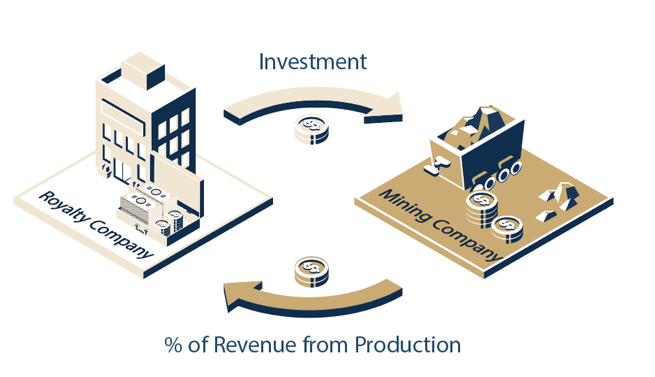 Investment
Royalty Company
Mining Company
% of Revenue from Production